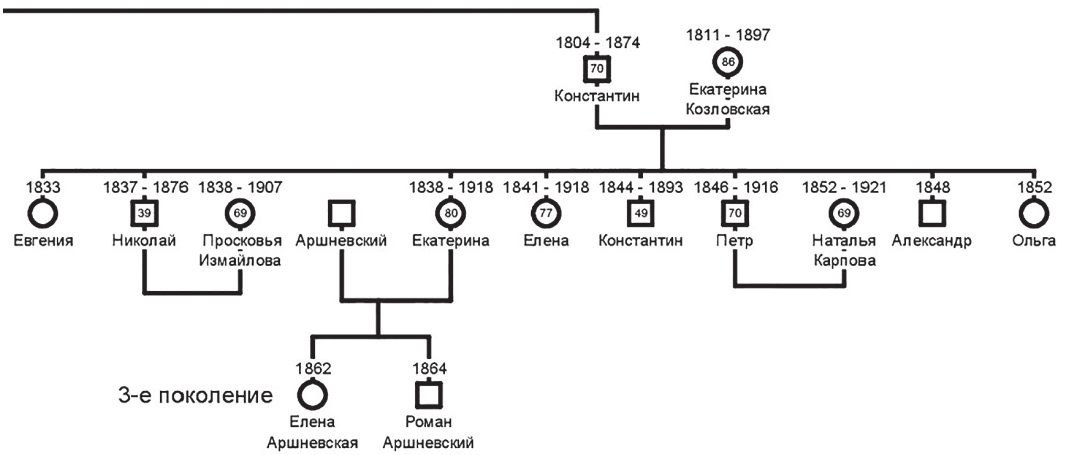 1804 - 1874
1811 - 1897
70
86
Константин
Екатерина
Козловская
1833
1837 - 1876
1838 - 1907
1838 - 1918
1841 - 1918
1844 - 1893
1846 - 1916
1852 - 1921
1848
1852
39
69
80
77
49
70
69
Евгения
Николай
Просковья
Измайлова
Аршневский
Екатерина
Елена
Константин
Петр
Наталья
Карпова
Александр
Ольга
1862
1864
3-е поколение
Елена
Аршневская
Роман
Аршневский